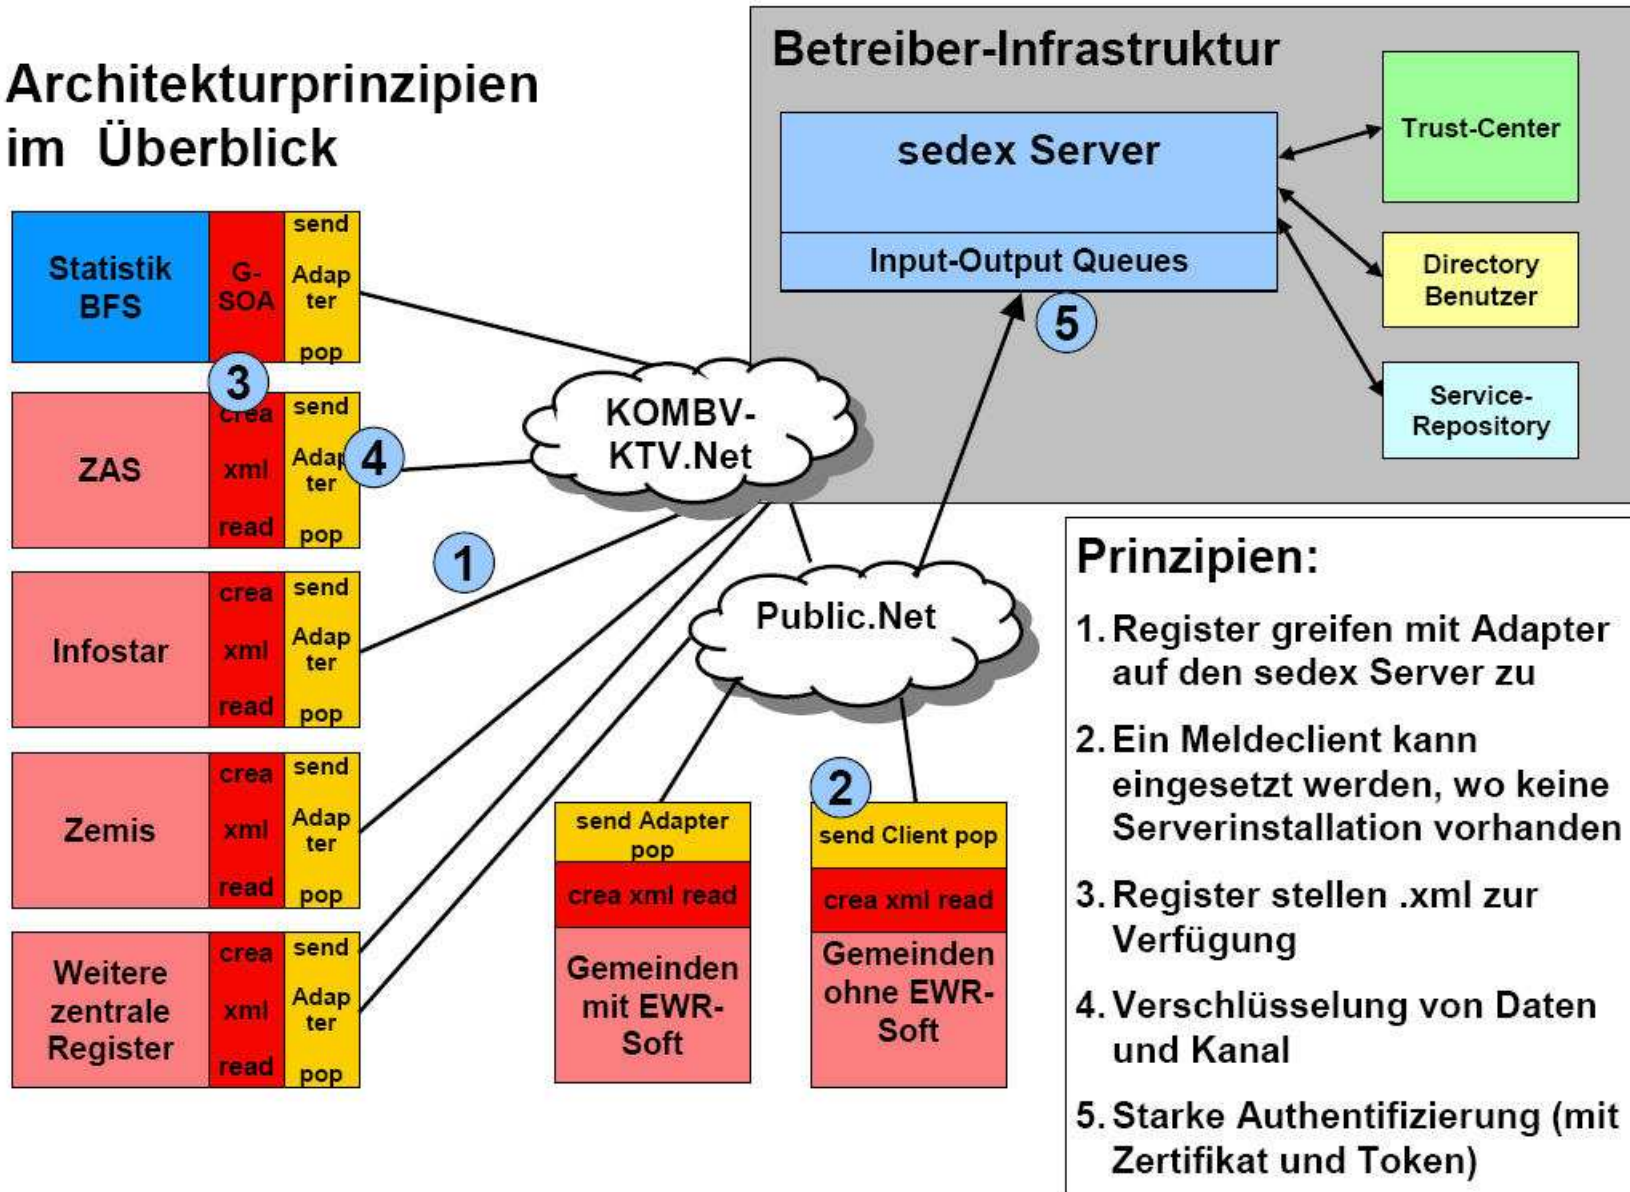 Architekturprinzipien
im Überblick
Betreiber-Infrastruktur
sedex Server
Input-Output Queues
5
Trust-Center
Directory
Benutzer
Service-
Repository
Statistik
BFS
G-
SOA
send
Adap
ter
pop
3
ZAS
crea
xml
read
send
Adap
ter
pop
4
Infostar
crea
xml
read
send
Adap
ter
pop
1
Zemis
crea
xml
read
send
Adap
ter
pop
Weitere
zentrale
Register
crea
xml
read
send
Adap
ter
pop
KOMBV-
KTV.Net
Public.Net
send Adapter
pop
crea xml read
Gemeinden
mit EWR-
Soft
2
send Client pop
crea xml read
Gemeinden
ohne EWR-
Soft
Prinzipien:
1. Register greifen mit Adapter
auf den sedex Server zu
2. Ein Meldeclient kann
eingesetzt werden, wo keine
Serverinstallation vorhanden
3. Register stellen .xml zur
Verfügung
4. Verschlüsselung von Daten
und Kanal
5. Starke Authentifizierung (mit
Zertifikat und Token)